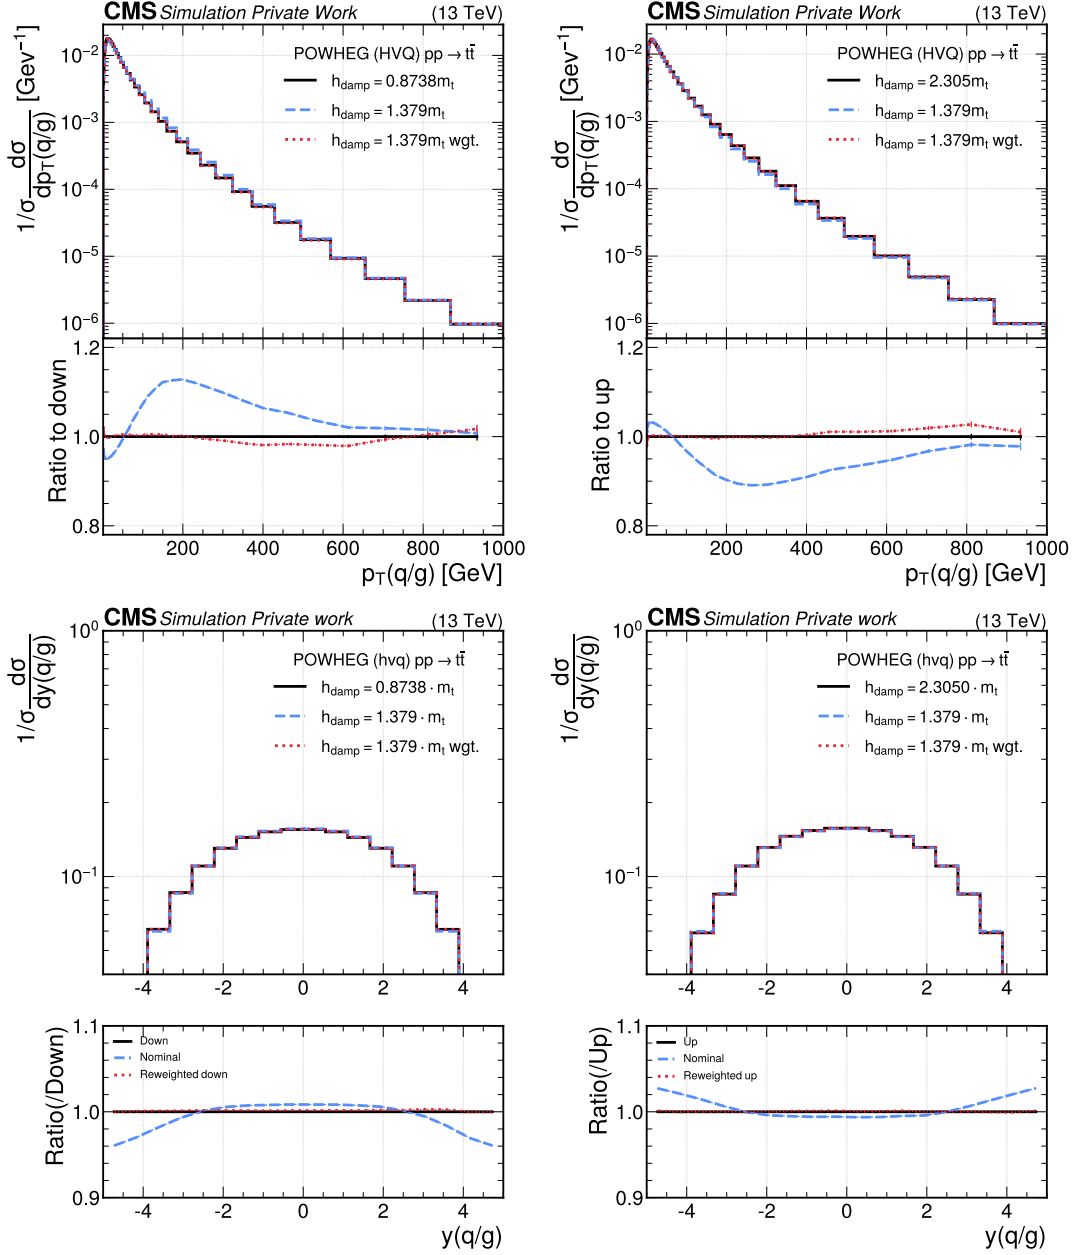 CMS Simulation Private Work (13 TeV)
1/σ dσ/dp_T(q/g) [Gev⁻¹]
POWHEG (HVQ) pp → tt̄
h_damp = 0.8738m_t
h_damp = 1.379m_t
h_damp = 1.379m_t wgt.
10⁻²
10⁻³
10⁻⁴
10⁻⁵
10⁻⁶
Ratio to down
1.2
1.0
0.8
200 400 600 800 1000
p_T(q/g) [GeV]
CMS Simulation Private Work (13 TeV)
1/σ dσ/dp_T(q/g) [Gev⁻¹]
POWHEG (HVQ) pp → tt̄
h_damp = 2.305m_t
h_damp = 1.379m_t
h_damp = 1.379m_t wgt.
10⁻²
10⁻³
10⁻⁴
10⁻⁵
10⁻⁶
Ratio to up
1.2
1.0
0.8
200 400 600 800 1000
p_T(q/g) [GeV]
CMS Simulation Private work (13 TeV)
1/σ dσ/dy(q/g)
POWHEG (hvq) pp → tt̄
h_damp = 0.8738 · m_t
h_damp = 1.379 · m_t
h_damp = 1.379 · m_t wgt.
10⁰
10⁻¹
-4 -2 0 2 4
Ratio(/Down)
Down
Nominal
Reweighted down
1.1
1.0
0.9
-4 -2 0 2 4
y(q/g)
CMS Simulation Private work (13 TeV)
1/σ dσ/dy(q/g)
POWHEG (hvq) pp → tt̄
h_damp = 2.3050 · m_t
h_damp = 1.379 · m_t
h_damp = 1.379 · m_t wgt.
10⁰
10⁻¹
-4 -2 0 2 4
Ratio(/Up)
Up
Nominal
Reweighted up
1.1
1.0
0.9
-4 -2 0 2 4
y(q/g)